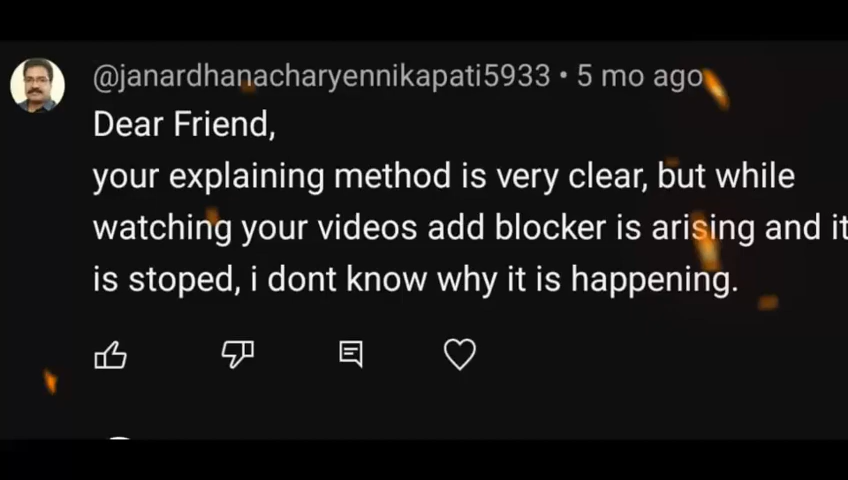 @janardhanacharyennikapati5933 • 5 mo ago
Dear Friend,
your explaining method is very clear, but while
watching your videos add blocker is arising and it
is stoped, i dont know why it is happening.